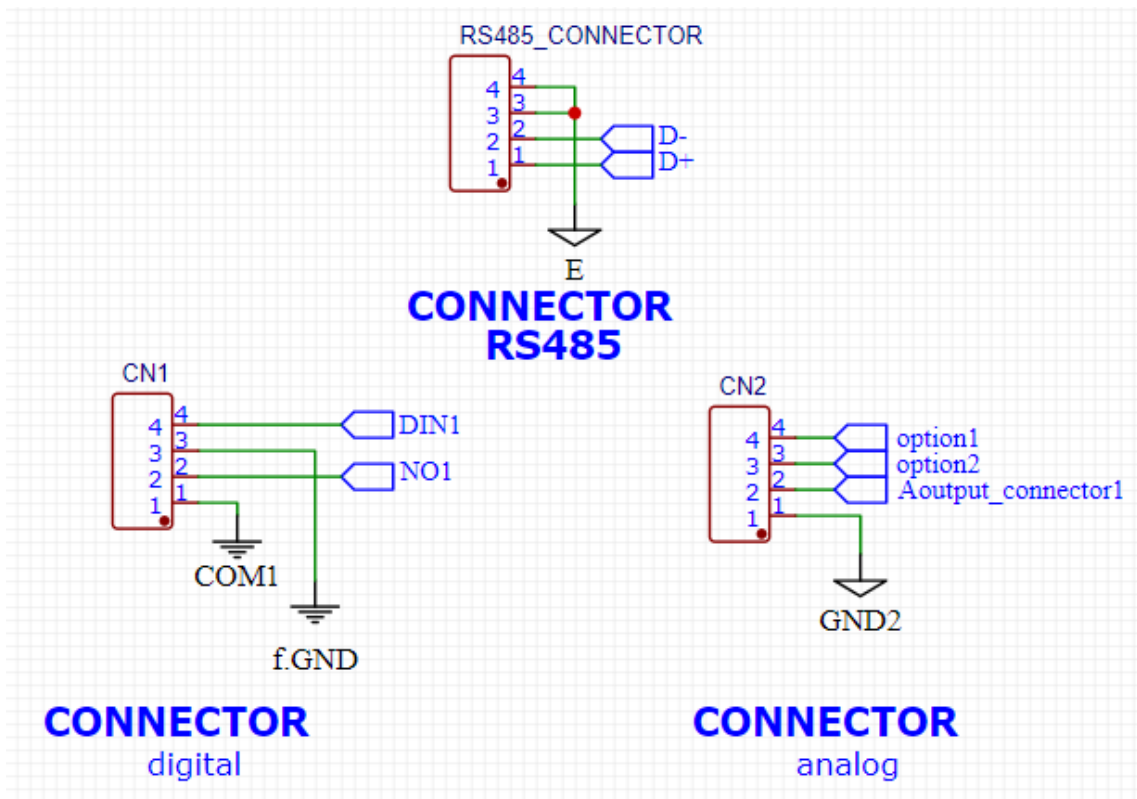 RS485_CONNECTOR
4 4
3 3
2 2 D-
1 1 D+
E
CONNECTOR
RS485
CN1
4 4 DIN1
3 3
2 2 NO1
1 1
COM1
f.GND
CONNECTOR
digital
CN2
4 4 option1
3 3 option2
2 2 Aoutput_connector1
1 1
GND2
CONNECTOR
analog